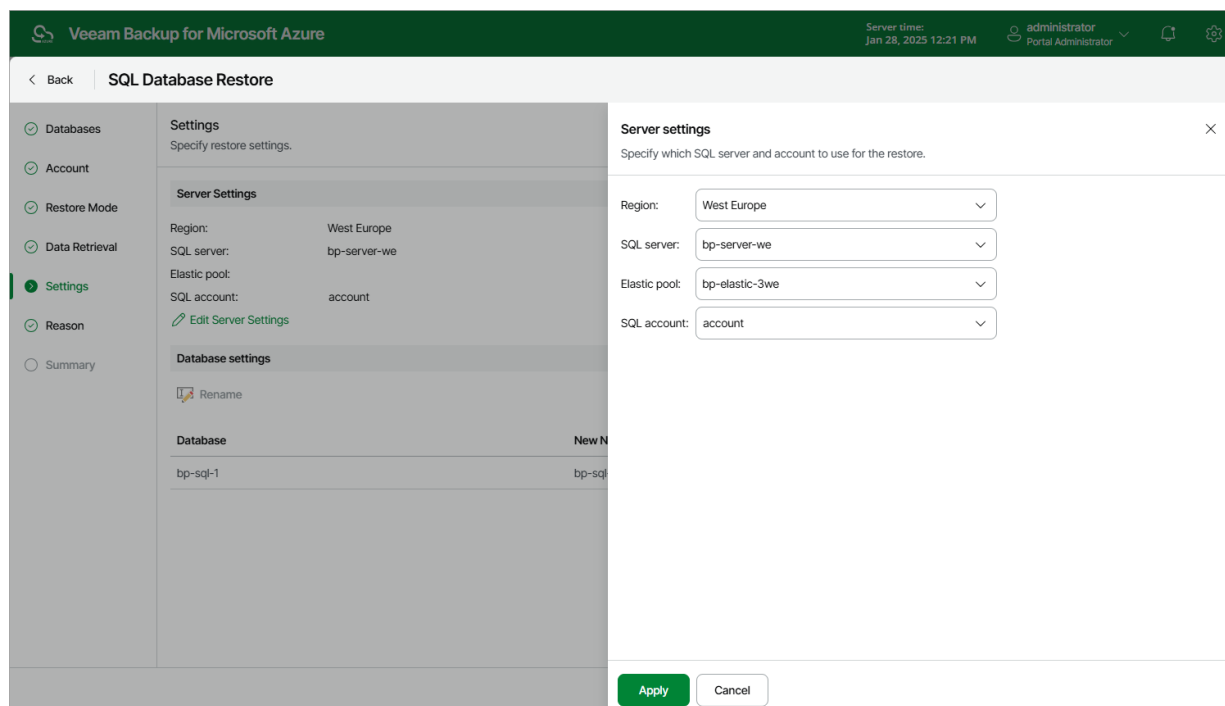 Veeam Backup for Microsoft Azure
Server time:
Jan 28, 2025 12:21 PM
administrator
Portal Administrator
Back
SQL Database Restore
Databases
Account
Restore Mode
Data Retrieval
Settings
Reason
Summary
Settings
Specify restore settings.
Server Settings
Region: West Europe
SQL server: bp-server-we
Elastic pool:
SQL account: account
Edit Server Settings
Database settings
Rename
Database New N
bp-sql-1 bp-sql-
Server settings
Specify which SQL server and account to use for the restore.
Region: West Europe
SQL server: bp-server-we
Elastic pool: bp-elastic-3we
SQL account: account
Apply Cancel